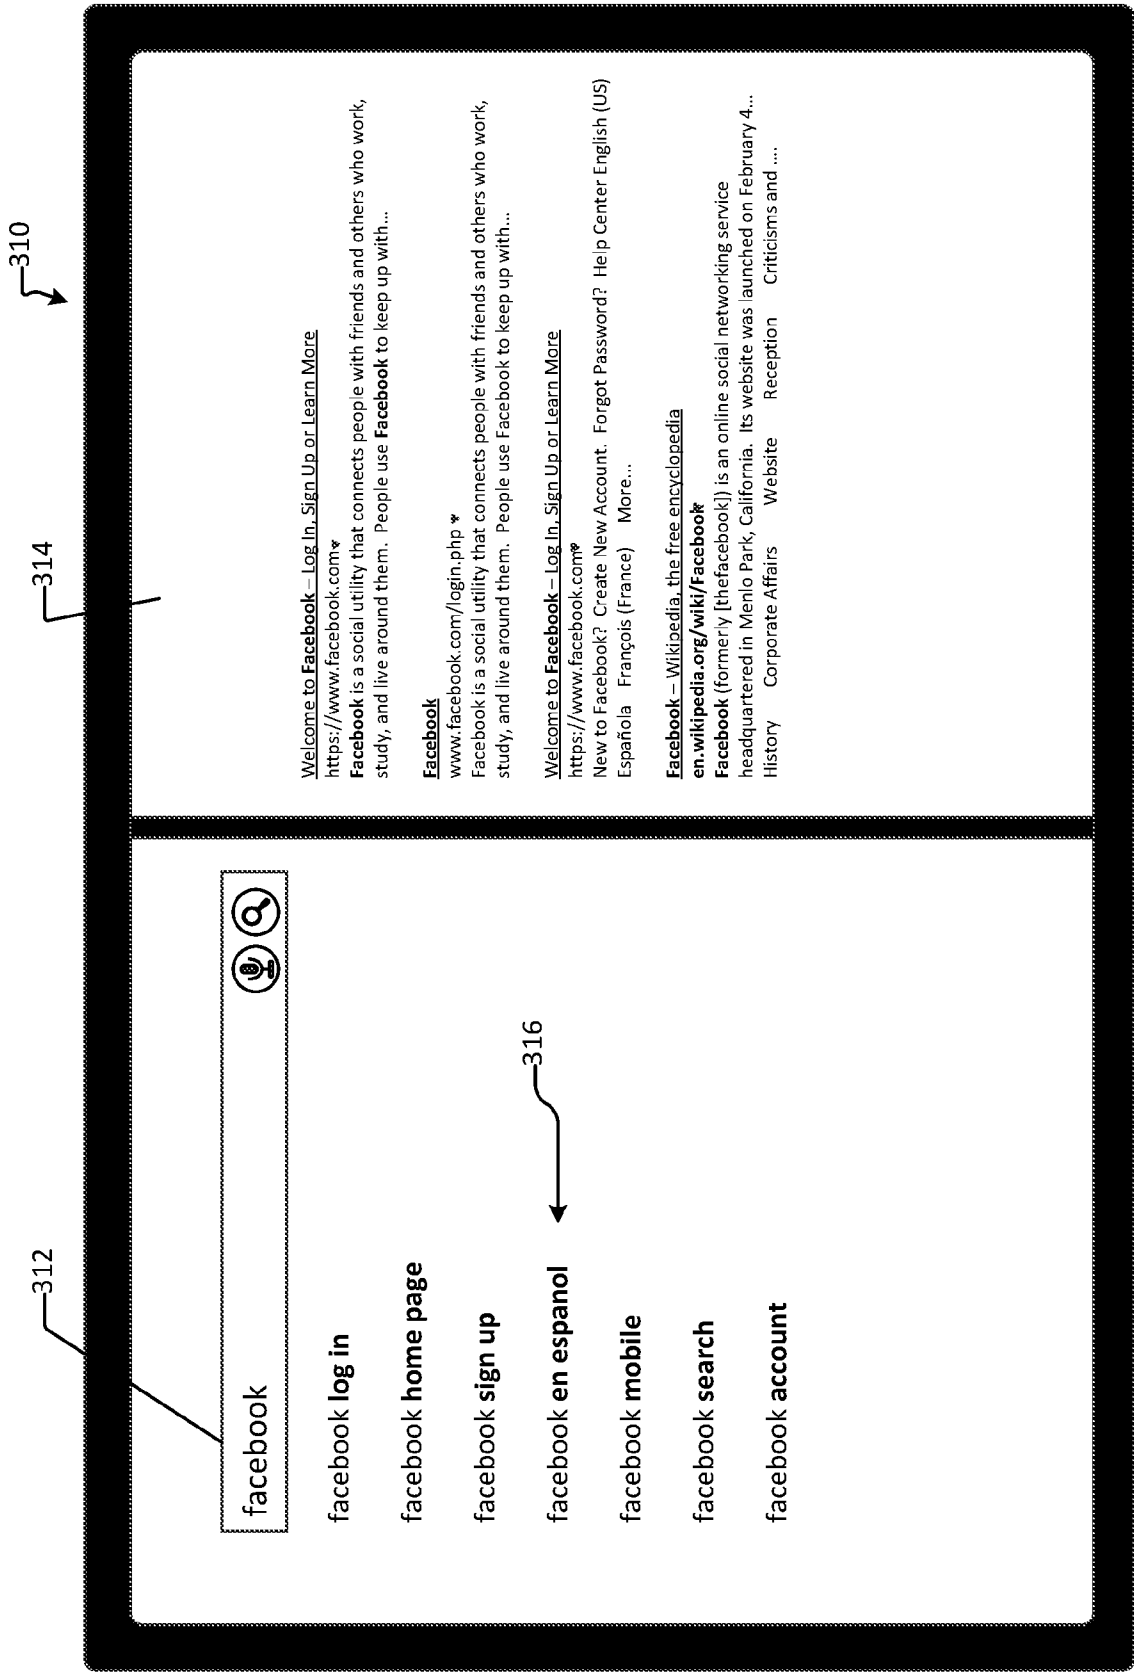 310
312
314
facebook
facebook log in
facebook home page
facebook sign up
facebook en espanol
facebook mobile
facebook search
facebook account
316
Welcome to Facebook – Log In, Sign Up or Learn More
https://www.facebook.com
Facebook is a social utility that connects people with friends and others who work,
study, and live around them. People use Facebook to keep up with...
Facebook
www.facebook.com/login.php
Facebook is a social utility that connects people with friends and others who work,
study, and live around them. People use Facebook to keep up with...
Welcome to Facebook – Log In, Sign Up or Learn More
https://www.facebook.com
New to Facebook? Create New Account. Forgot Password? Help Center English (US)
Española François (France) More...
Facebook – Wikipedia, the free encyclopedia
en.wikipedia.org/wiki/Facebook
Facebook (formerly [thefacebook]) is an online social networking service
headquartered in Menlo Park, California. Its website was launched on February 4...
History Corporate Affairs Website Reception Criticisms and ....